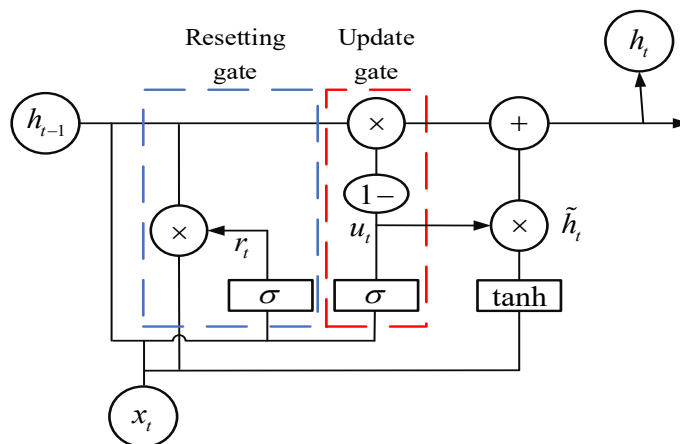 Resetting
gate
Update
gate
h_t
h_{t−1}
×
+
1−
×
r_t
u_t
×
h̃_t
σ
σ
tanh
x_t